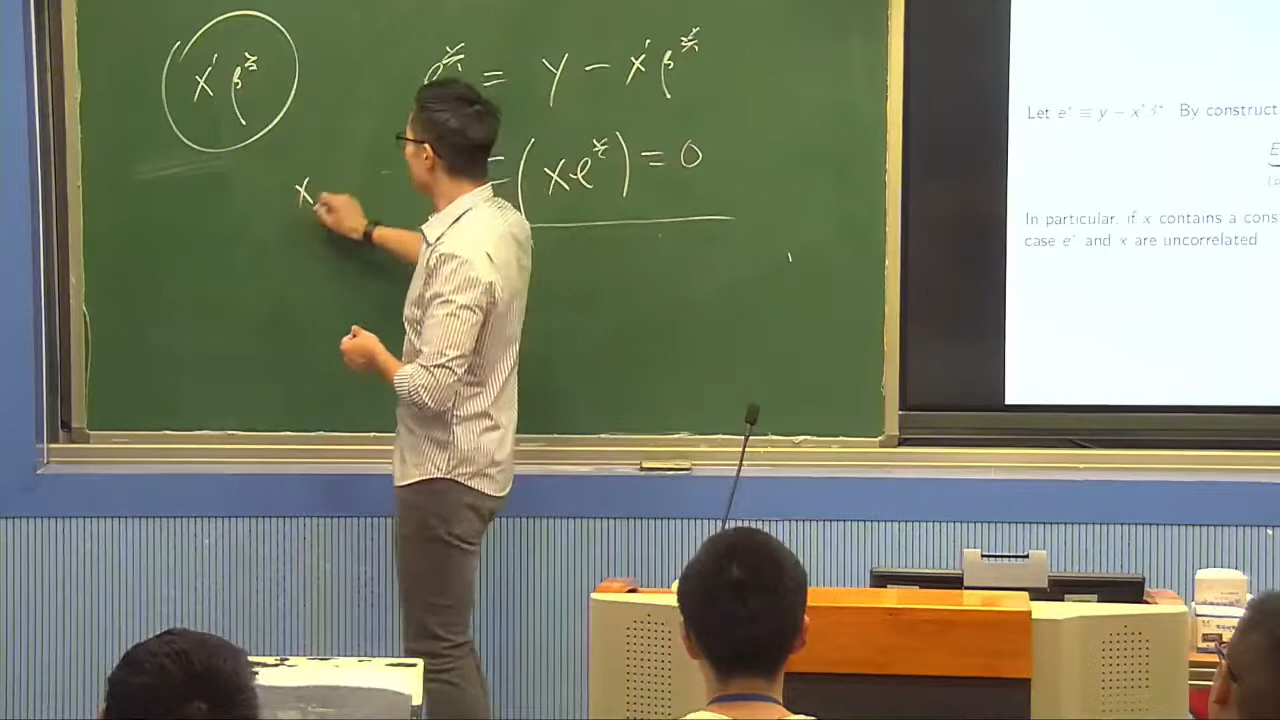 x'β*
e* = y - x'β*
E(xe*) = 0
x
Let e* ≡ y − x'β* By construct
E
In particular, if x contains a cons
case e* and x are uncorrelated